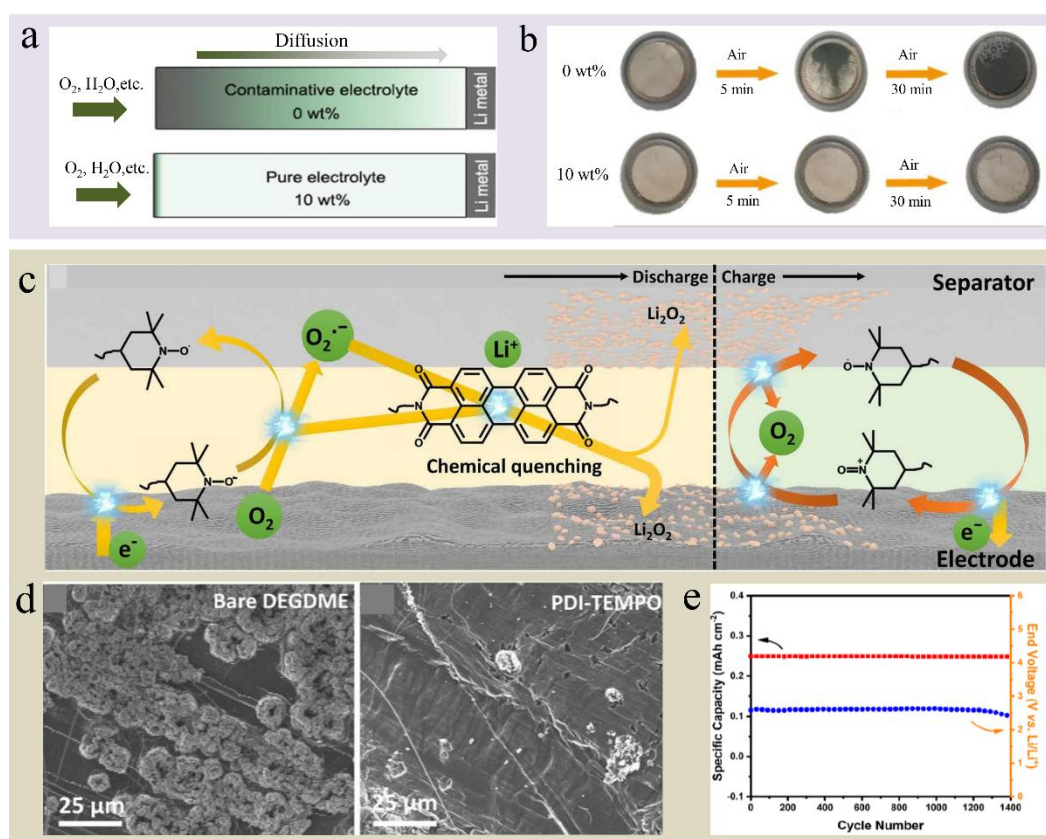 a
Diffusion
O₂, H₂O,etc.
Contaminative electrolyte
0 wt%
Li metal
O₂, H₂O,etc.
Pure electrolyte
10 wt%
Li metal
b
0 wt%
Air
5 min
Air
30 min
10 wt%
Air
5 min
Air
30 min
c
Discharge
Charge
Separator
Li₂O₂
O₂•−
Li⁺
N–O•
N–O⁻
O₂
e⁻
O
O
N
N
O
O
Chemical quenching
Li₂O₂
N–O•
O₂
O=N⁺
e⁻
Electrode
d
Bare DEGDME
25 μm
PDI-TEMPO
25 μm
e
Specific Capacity (mAh cm⁻²)
0.4
0.3
0.2
0.1
0.0
-0.1
End Voltage (V vs. Li/Li⁺)
6
5
4
3
2
1
0
0 200 400 600 800 1000 1200 1400
Cycle Number